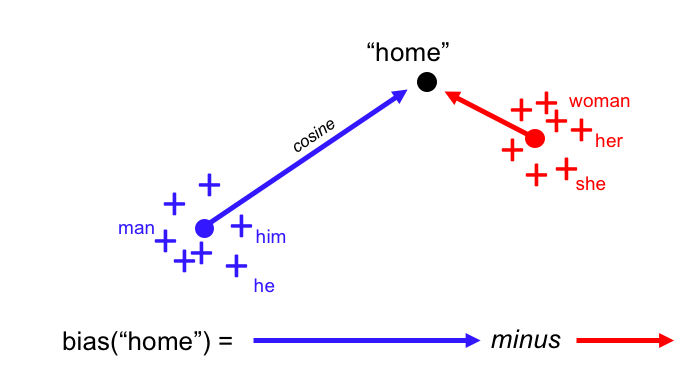 “home”
cosine
woman
her
she
man
him
he
bias(“home”) = minus